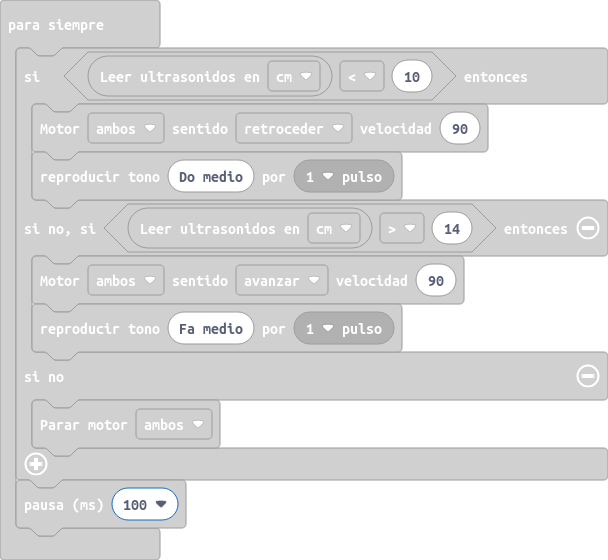 para siempre
si Leer ultrasonidos en cm < 10 entonces
Motor ambos sentido retroceder velocidad 90
reproducir tono Do medio por 1 pulso
si no, si Leer ultrasonidos en cm > 14 entonces
Motor ambos sentido avanzar velocidad 90
reproducir tono Fa medio por 1 pulso
si no
Parar motor ambos
pausa (ms) 100